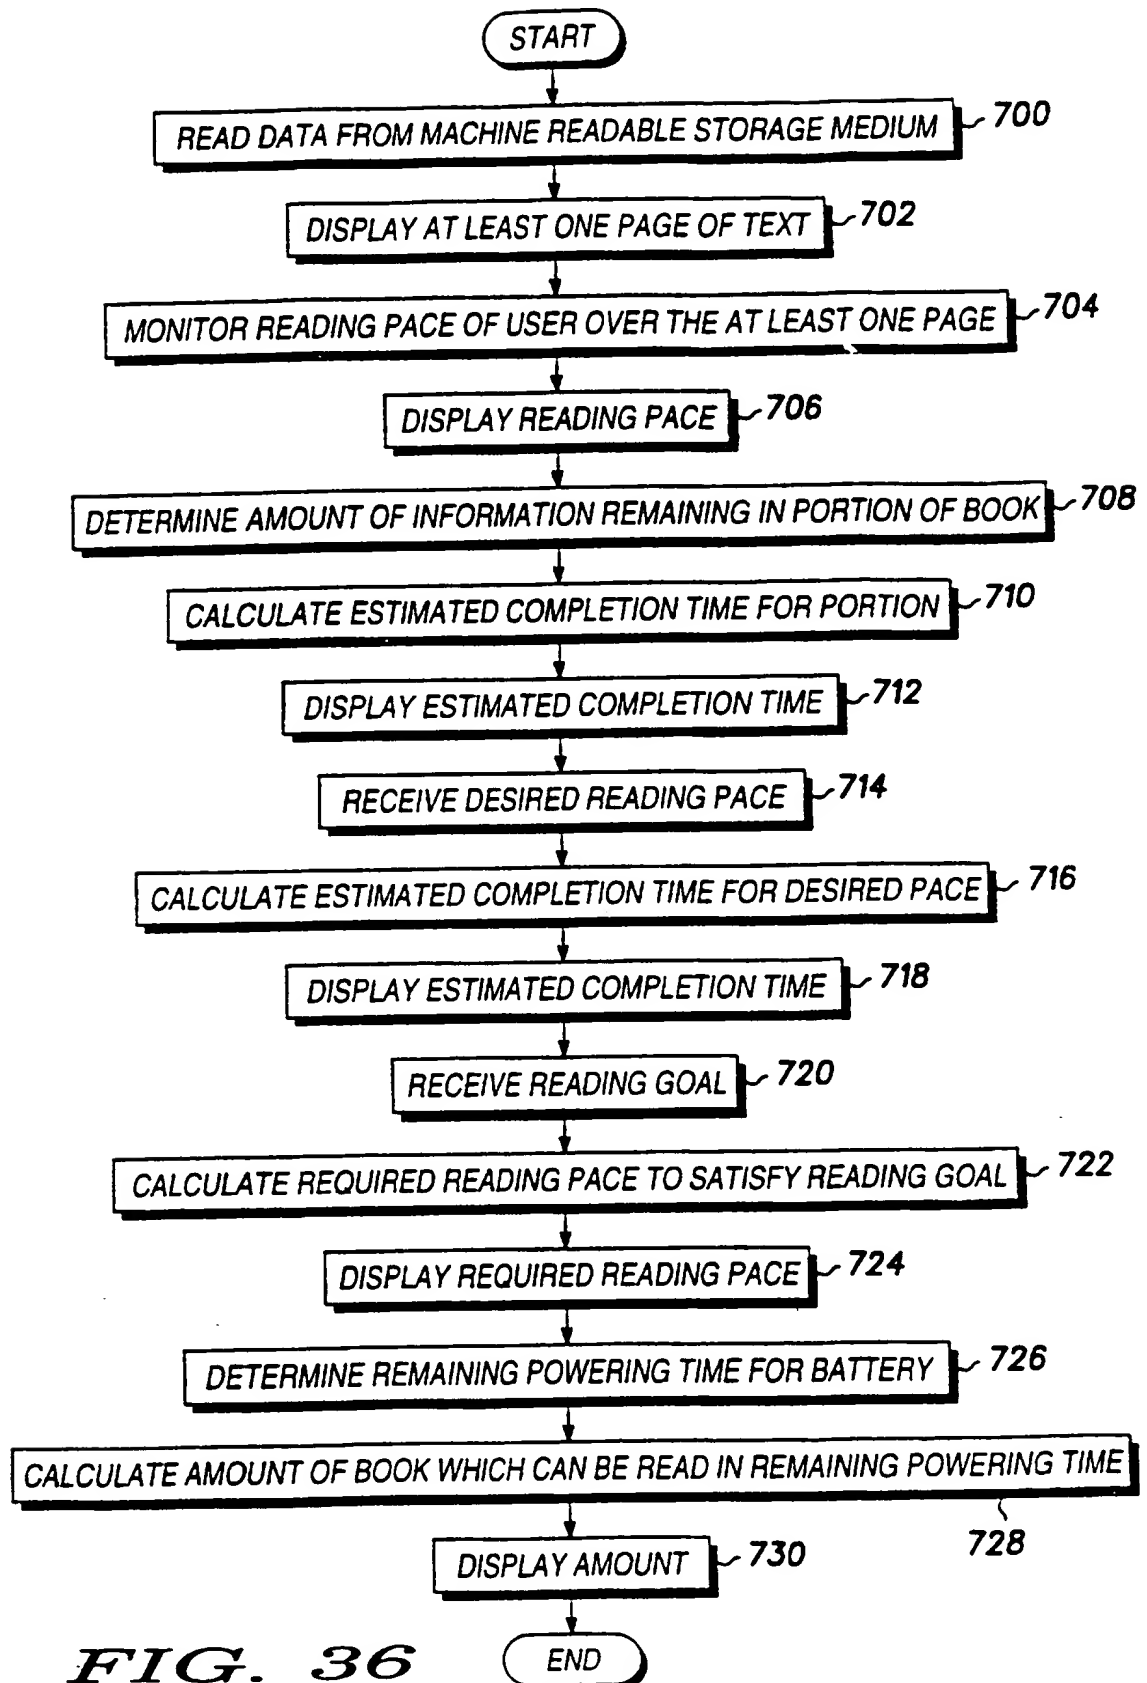 START
READ DATA FROM MACHINE READABLE STORAGE MEDIUM 700
DISPLAY AT LEAST ONE PAGE OF TEXT 702
MONITOR READING PACE OF USER OVER THE AT LEAST ONE PAGE 704
DISPLAY READING PACE 706
DETERMINE AMOUNT OF INFORMATION REMAINING IN PORTION OF BOOK 708
CALCULATE ESTIMATED COMPLETION TIME FOR PORTION 710
DISPLAY ESTIMATED COMPLETION TIME 712
RECEIVE DESIRED READING PACE 714
CALCULATE ESTIMATED COMPLETION TIME FOR DESIRED PACE 716
DISPLAY ESTIMATED COMPLETION TIME 718
RECEIVE READING GOAL 720
CALCULATE REQUIRED READING PACE TO SATISFY READING GOAL 722
DISPLAY REQUIRED READING PACE 724
DETERMINE REMAINING POWERING TIME FOR BATTERY 726
CALCULATE AMOUNT OF BOOK WHICH CAN BE READ IN REMAINING POWERING TIME
728
DISPLAY AMOUNT 730
END
FIG. 36